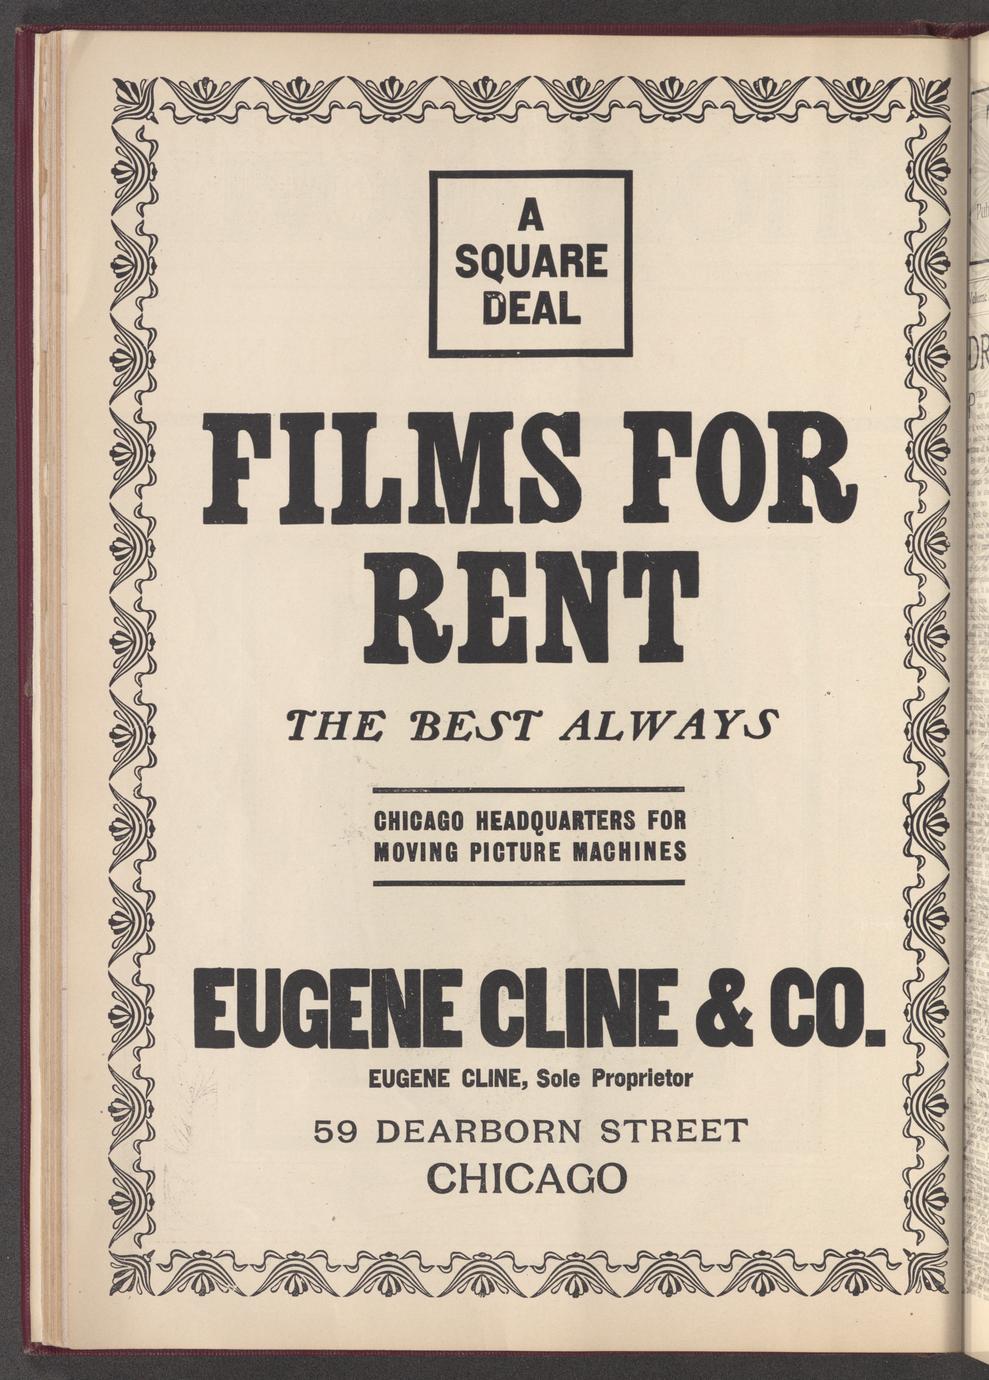 A
SQUARE
DEAL
FILMS FOR
RENT
THE BEST ALWAYS
CHICAGO HEADQUARTERS FOR
MOVING PICTURE MACHINES
EUGENE CLINE & CO.
EUGENE CLINE, Sole Proprietor
59 DEARBORN STREET
CHICAGO